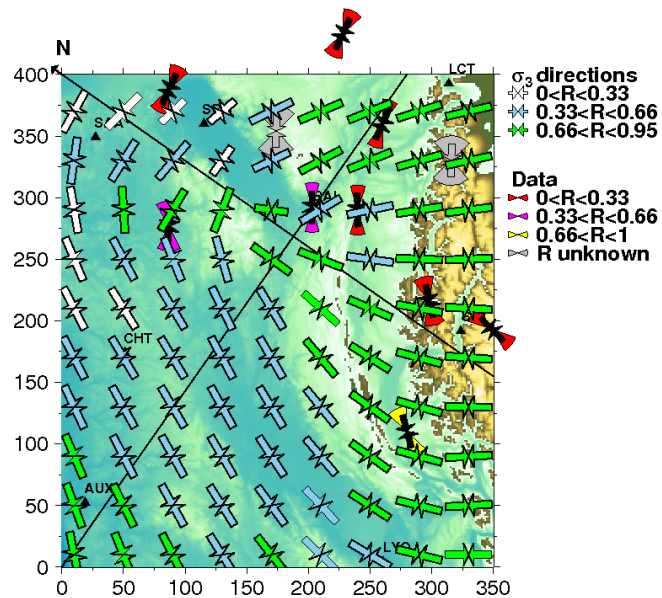 N
LCT
400
350
300
250
200
150
100
50
0
CHT
AUX
0 50 100 150 200 250 300 350
σ3 directions
0<R<0.33
0.33<R<0.66
0.66<R<0.95
Data
0<R<0.33
0.33<R<0.66
0.66<R<1
R unknown